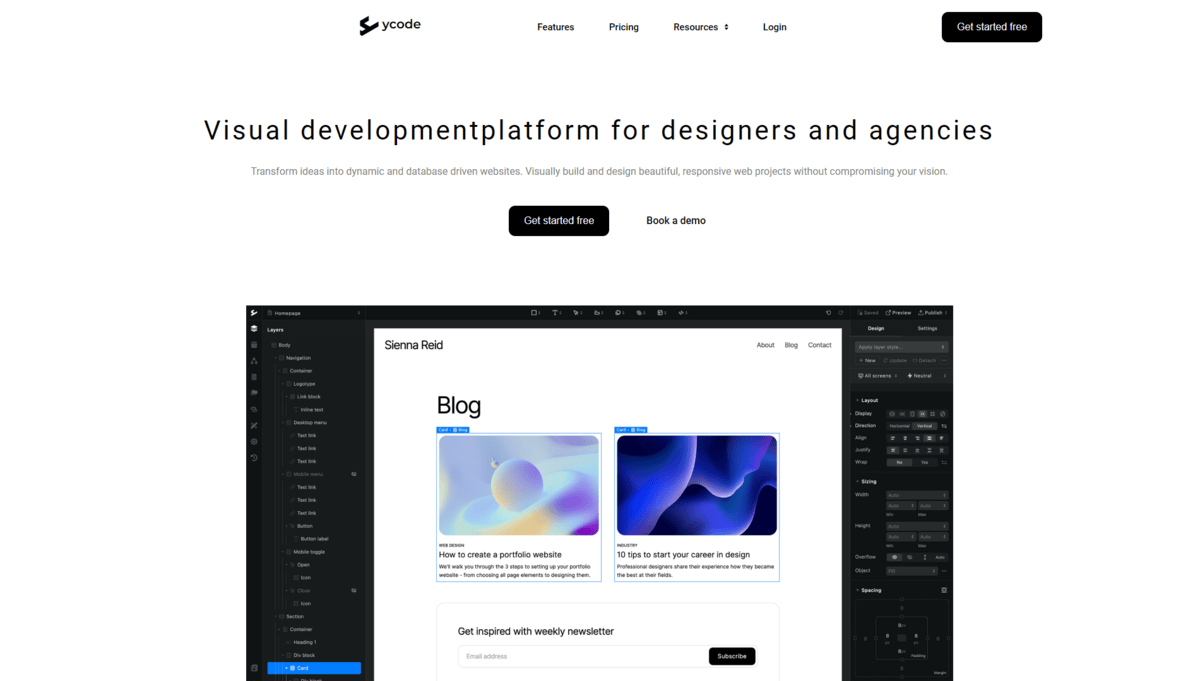 ycode
Features
Pricing
Resources
Login
Get started free
Visual developmentplatform for designers and agencies
Transform ideas into dynamic and database driven websites. Visually build and design beautiful, responsive web projects without compromising your vision.
Get started free
Book a demo
Homepage
Saved
Preview
Publish
Layers
Body
Navigation
Container
Logotype
Link block
Inline text
Desktop menu
Text link
Text link
Text link
Mobile menu
Text link
Text link
Text link
Button
Button label
Mobile toggle
Open
Icon
Close
Icon
Section
Container
Heading 1
Div block
Card
Sienna Reid
About
Blog
Contact
Blog
Card
Blog
Card
Blog
WEB DESIGN
How to create a portfolio website
We'll walk you through the 3 steps to setting up your portfolio
website - from choosing all page elements to designing them.
INDUSTRY
10 tips to start your career in design
Professional designers share their experience how they became
the best at their fields.
Get inspired with weekly newsletter
Email address
Subscribe
Design
Settings
Apply layer style...
New
Update
Detach
All screens
Neutral
Layout
Display
Direction
Horizontal
Vertical
Align
Justify
Wrap
No
Yes
Sizing
Width
Auto
Auto
Auto
Min
Max
Height
Auto
Auto
Auto
Min
Max
Overflow
Auto
Object
Fill
Spacing
Padding
Margin